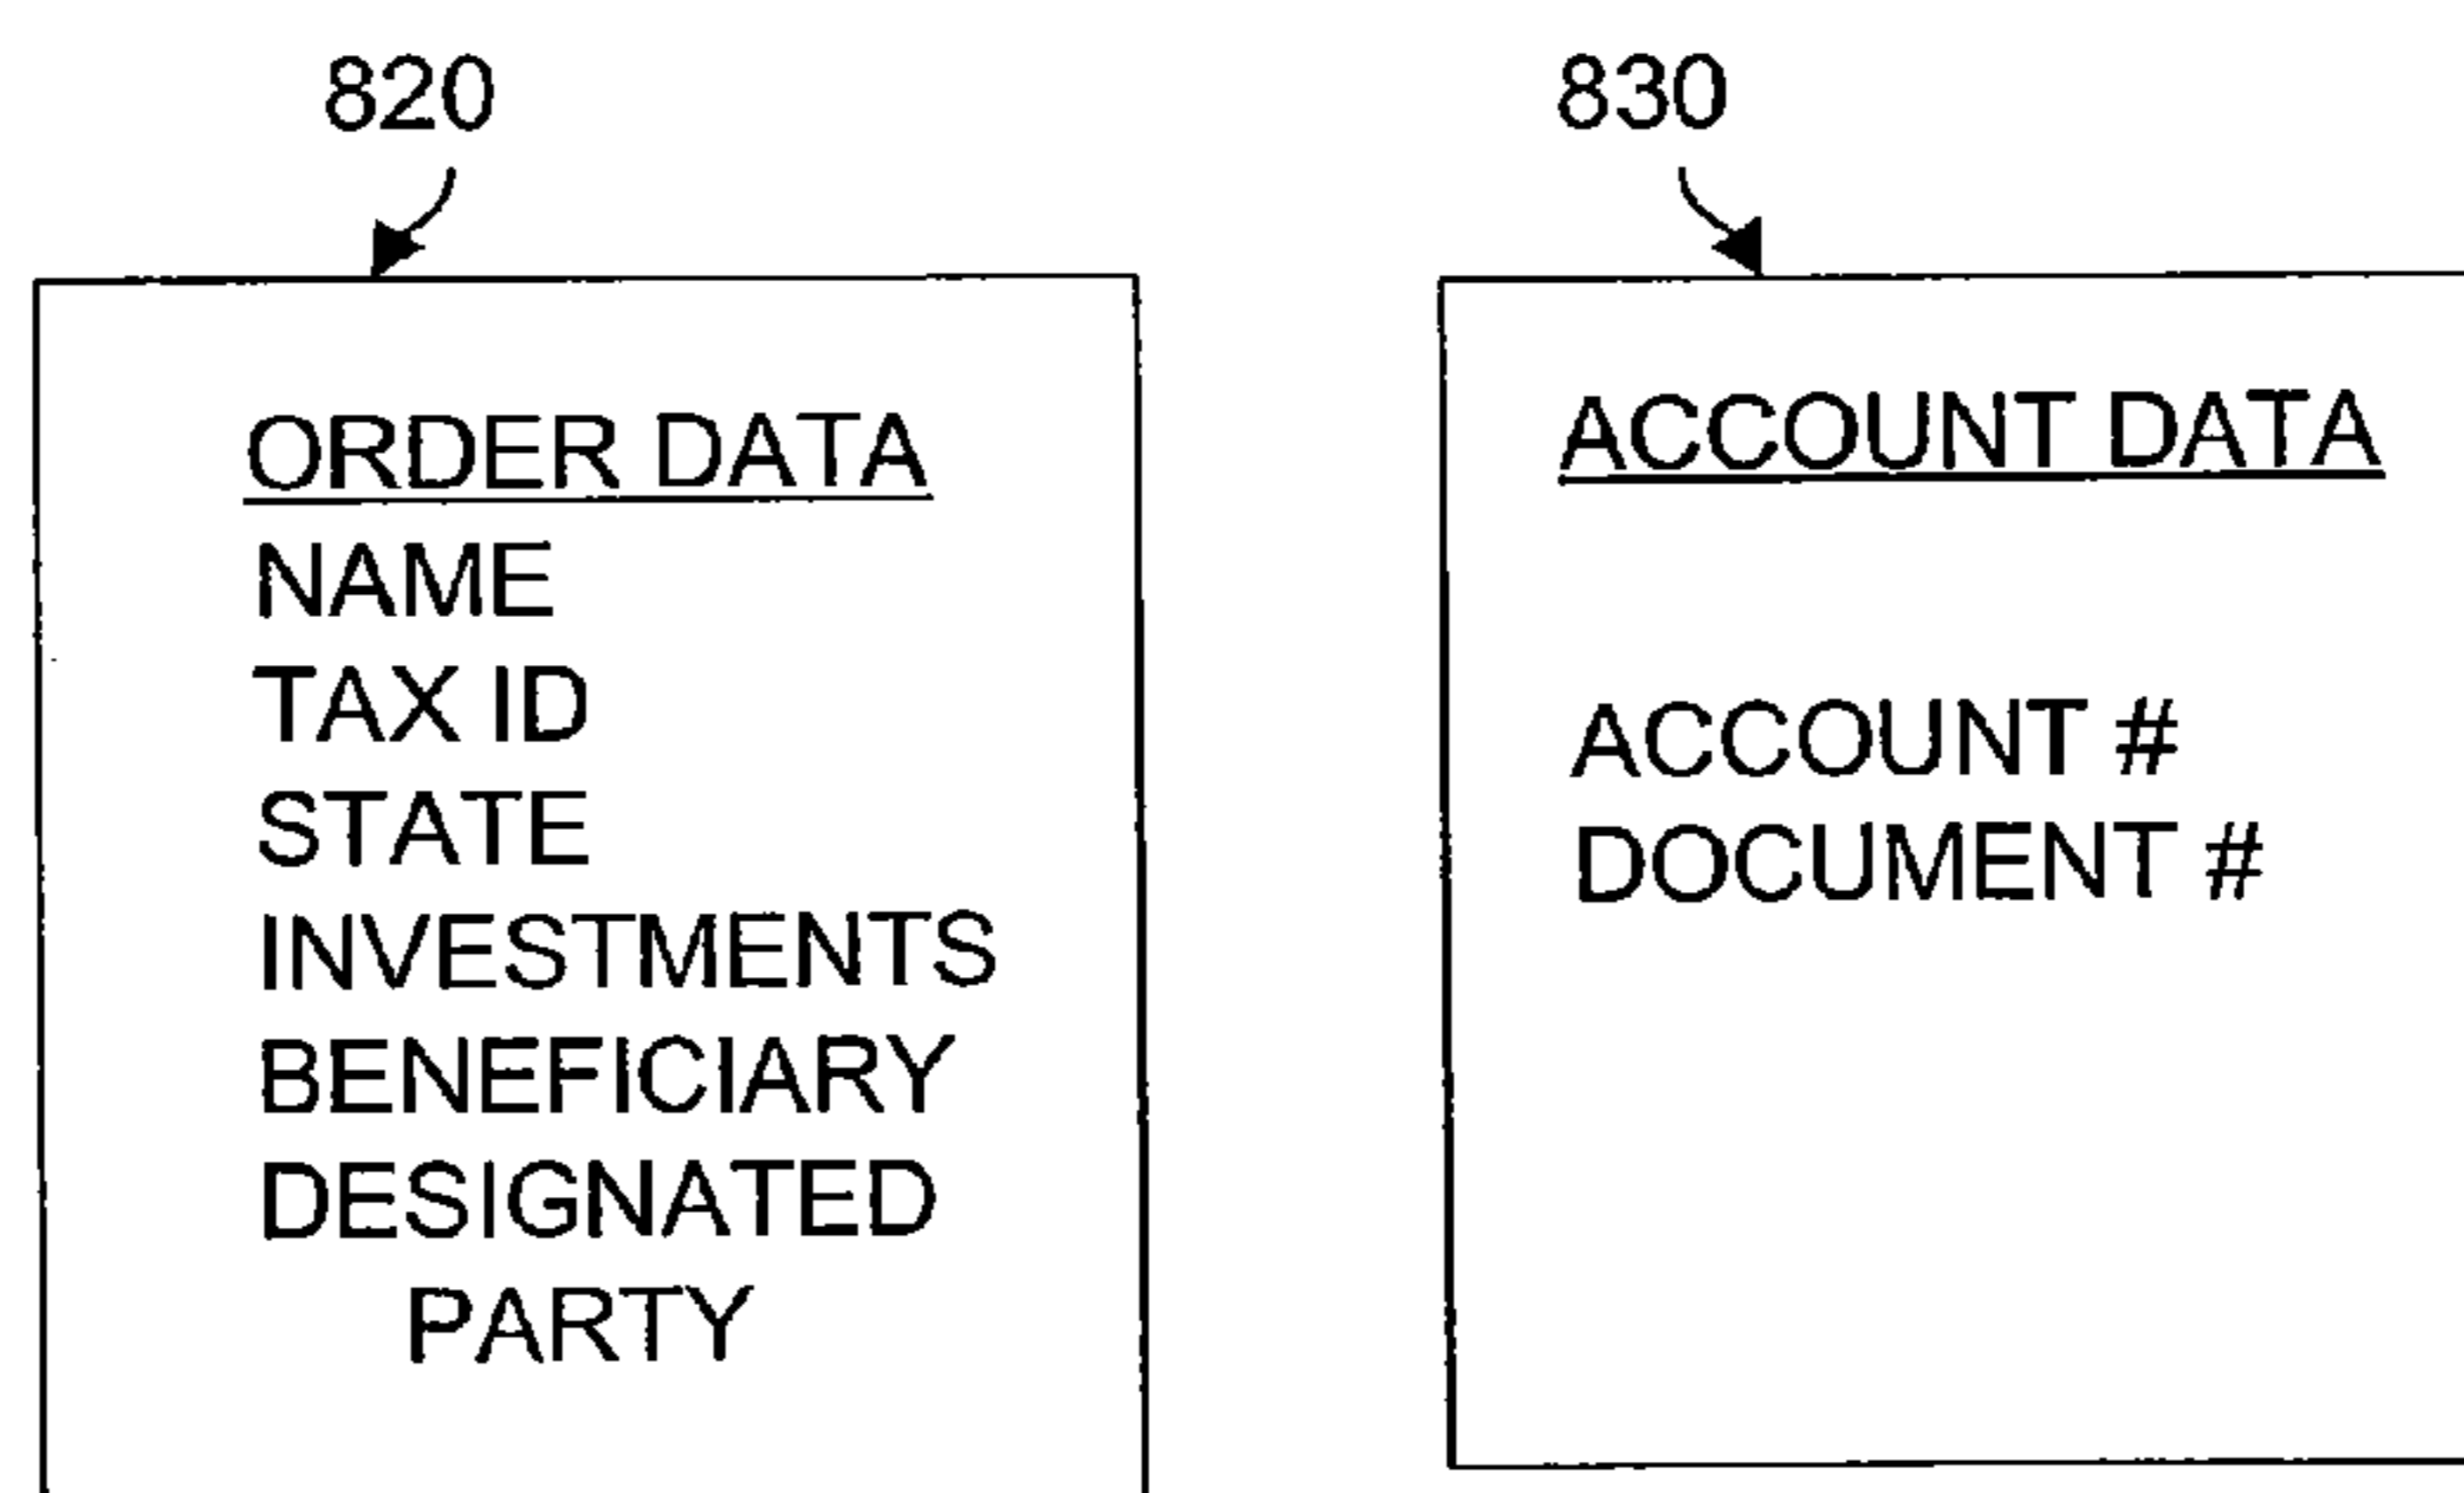 820
ORDER DATA
NAME
TAX ID
STATE
INVESTMENTS
BENEFICIARY
DESIGNATED
PARTY
830
ACCOUNT DATA
ACCOUNT #
DOCUMENT #